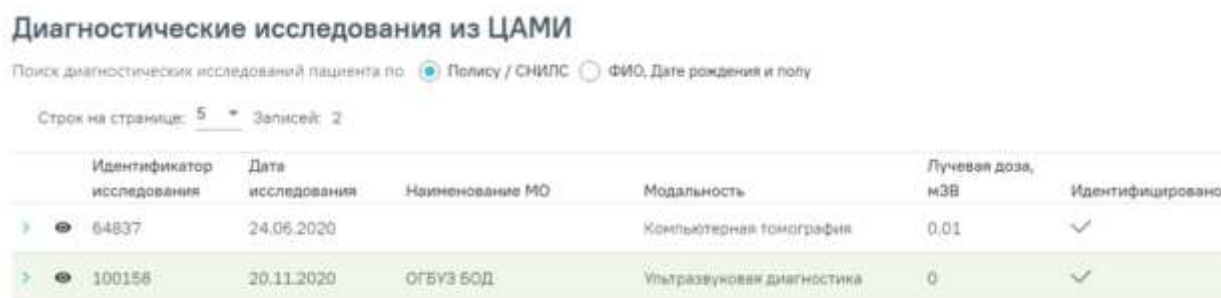 Диагностические исследования из ЦАМИ
Поиск диагностических исследований пациента по Полису / СНИЛС ФИО, Дате рождения и полу
Строк на странице: 5 Записей: 2
Идентификатор исследования Дата исследования Наименование МО Модальность Лучевая доза, мЗВ Идентифицировано
64837 24.06.2020 Компьютерная томография 0.01
100158 20.11.2020 ОГБУЗ БОД Ультразвуковая диагностика 0